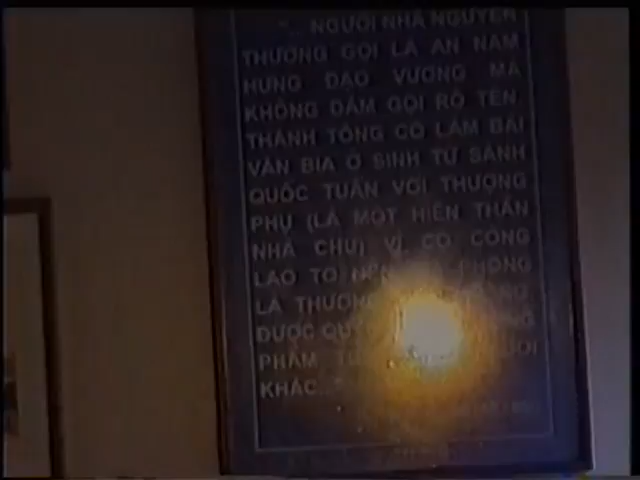 "... NGƯỜI NHÀ NGUYÊN
THƯỜNG GỌI LÀ AN NAM
HƯNG ĐẠO VƯƠNG MÀ
KHÔNG DÁM GỌI RÕ TÊN.
THÁNH TÔNG CÓ LÀM BÀI
VĂN BIA Ở SINH TỪ SÁNH
QUỐC TUẤN VỚI THƯỢNG
PHỤ (LÀ MỘT HIỀN THẦN
NHÀ CHU) VÌ CÓ CÔNG
LAO TO NÊN PHONG
LÀ THƯỢNG
ĐƯỢC
PHẨM
KHÁC..."